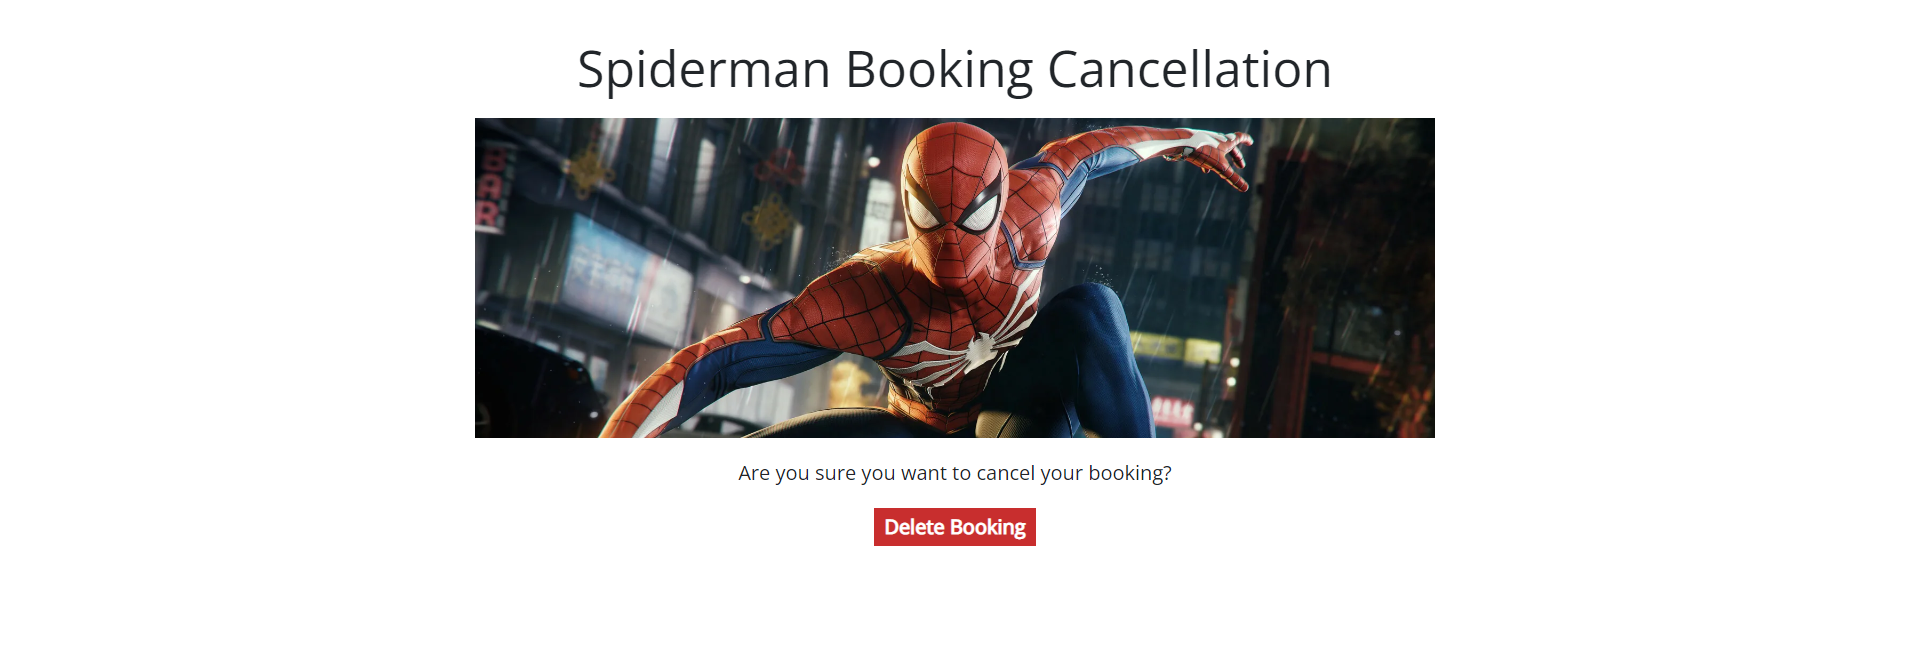 Spiderman Booking Cancellation
BAR
Are you sure you want to cancel your booking?
Delete Booking